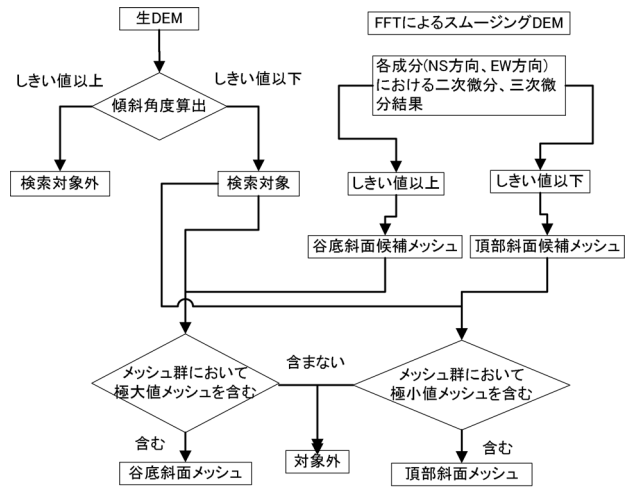 生DEM
FFTによるスムージングDEM
しきい値以上
しきい値以下
傾斜角度算出
各成分(NS方向、EW方向)
における二次微分、三次微
分結果
検索対象外
検索対象
しきい値以上
しきい値以下
谷底斜面候補メッシュ
頂部斜面候補メッシュ
メッシュ群において
極大値メッシュを含む
含まない
メッシュ群において
極小値メッシュを含む
含む
含む
谷底斜面メッシュ
対象外
頂部斜面メッシュ